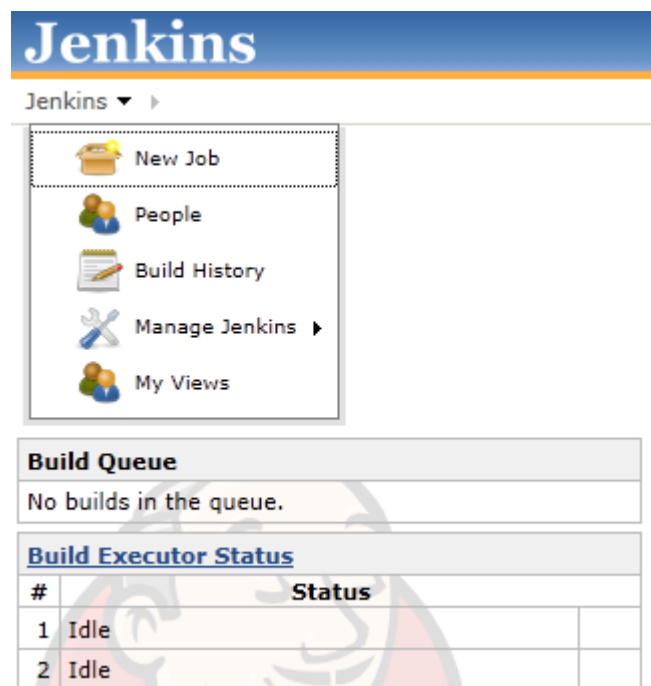 Jenkins
Jenkins
New Job
People
Build History
Manage Jenkins
My Views
Build Queue
No builds in the queue.
Build Executor Status
# Status
1 Idle
2 Idle